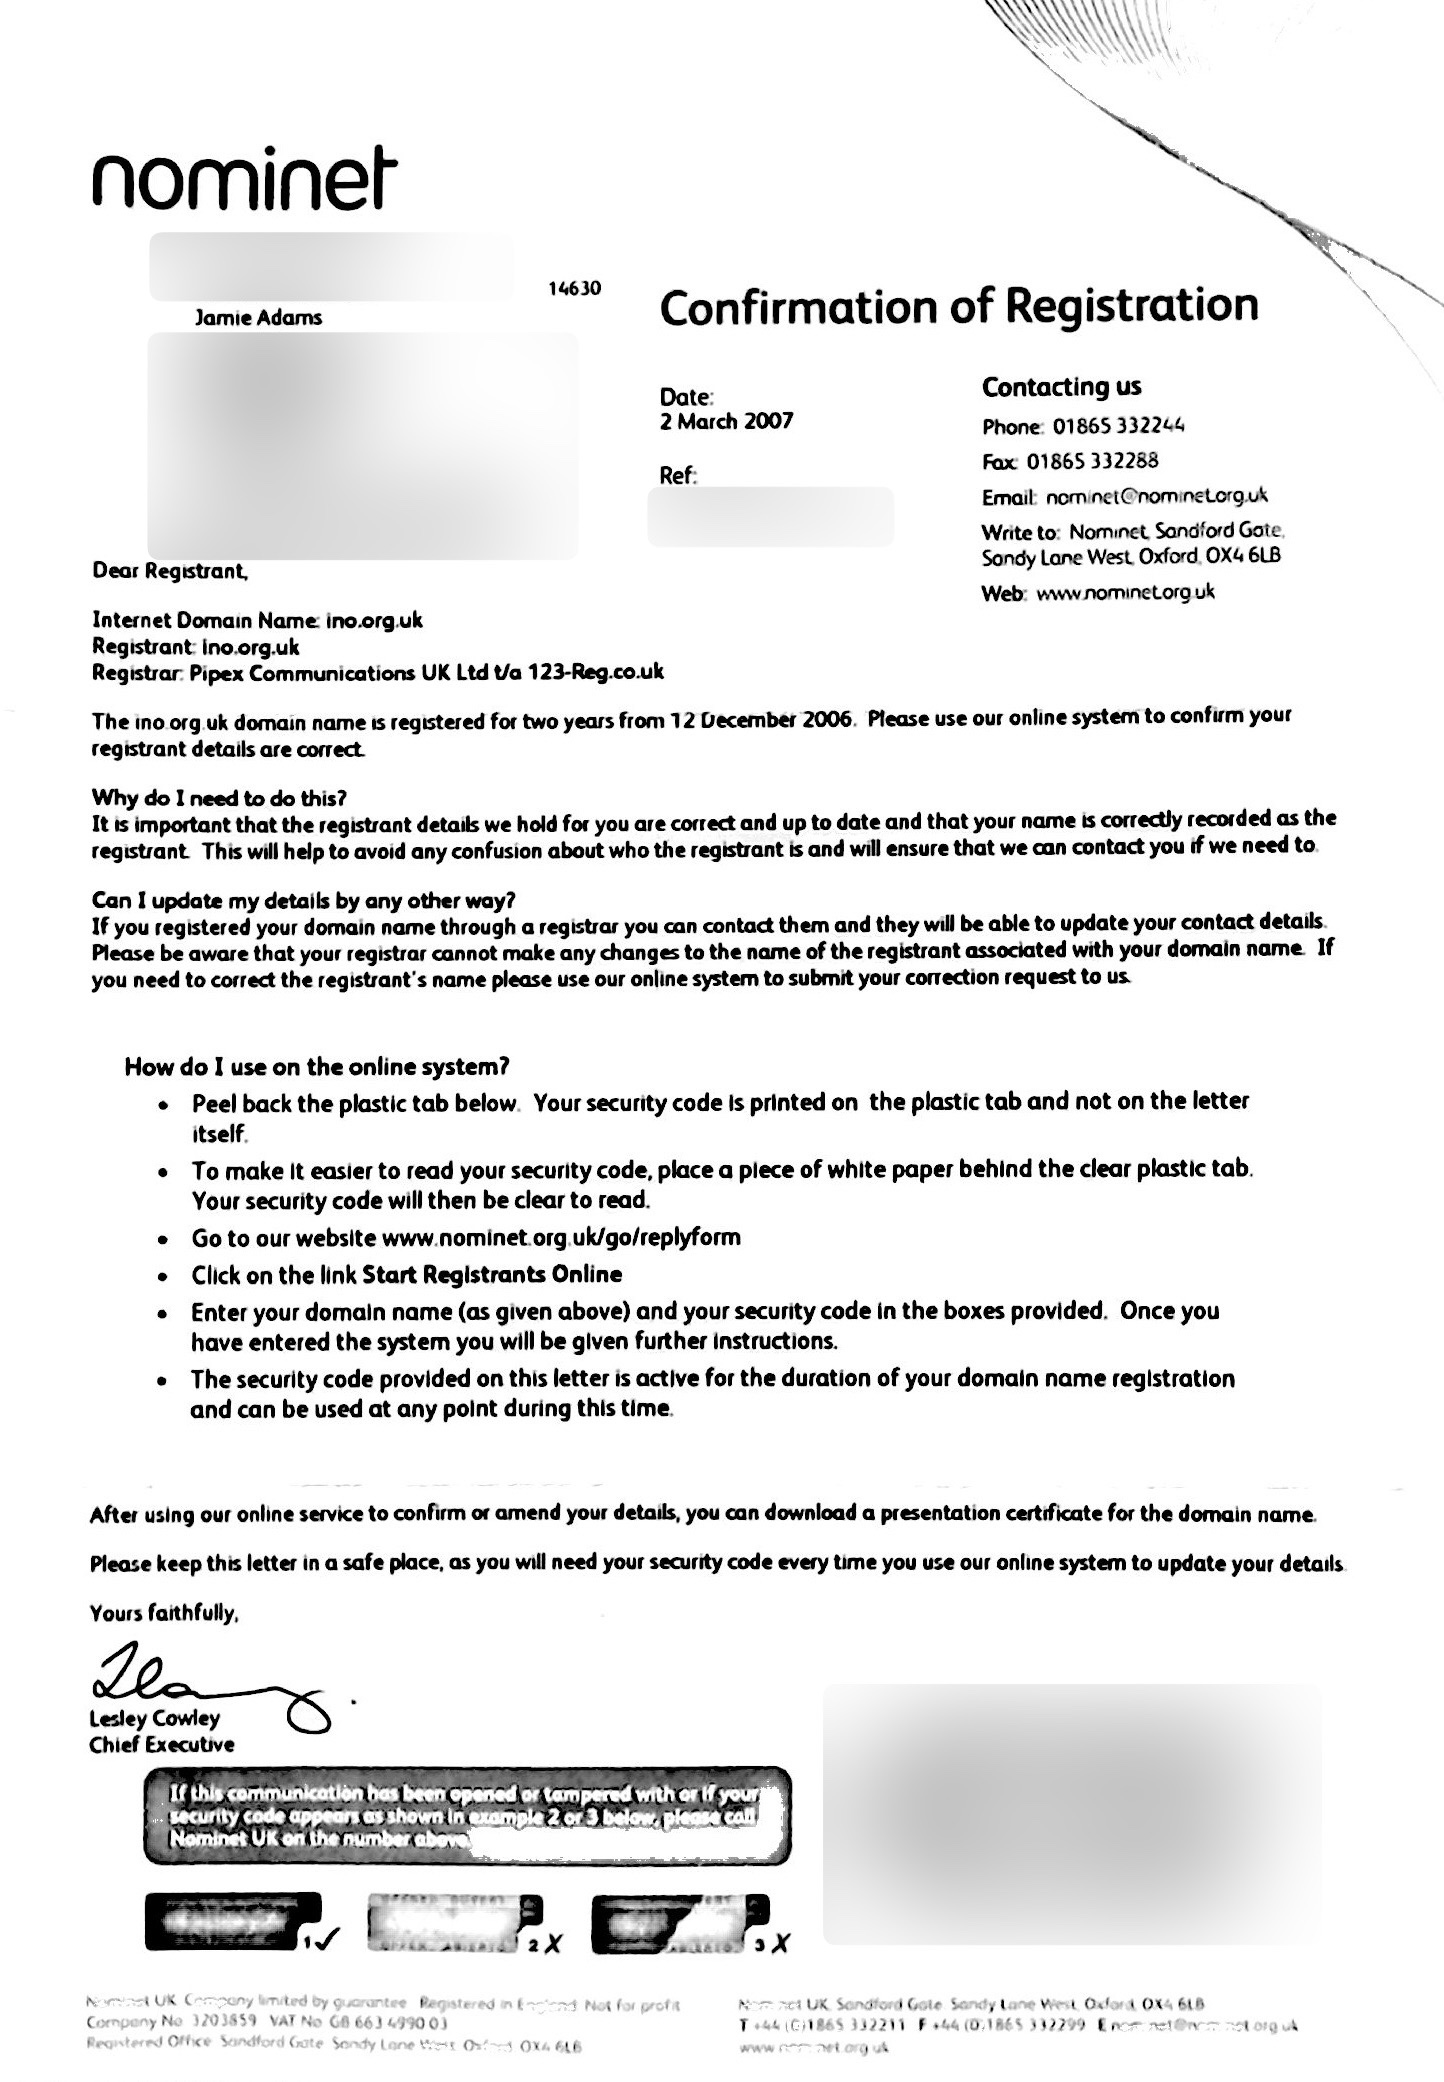 nominet
14630
Jamie Adams
Confirmation of Registration
Date:
2 March 2007
Ref:
Contacting us
Phone: 01865 332244
Fax: 01865 332288
Email: nominet@nominet.org.uk
Write to: Nominet, Sandford Gate,
Sandy Lane West, Oxford, OX4 6LB
Web: www.nominet.org.uk
Dear Registrant,
Internet Domain Name: ino.org.uk
Registrant: ino.org.uk
Registrar: Pipex Communications UK Ltd t/a 123-Reg.co.uk
The ino.org.uk domain name is registered for two years from 12 December 2006. Please use our online system to confirm your
registrant details are correct.
Why do I need to do this?
It is important that the registrant details we hold for you are correct and up to date and that your name is correctly recorded as the
registrant. This will help to avoid any confusion about who the registrant is and will ensure that we can contact you if we need to.
Can I update my details by any other way?
If you registered your domain name through a registrar you can contact them and they will be able to update your contact details.
Please be aware that your registrar cannot make any changes to the name of the registrant associated with your domain name. If
you need to correct the registrant's name please use our online system to submit your correction request to us.
How do I use on the online system?
• Peel back the plastic tab below. Your security code is printed on the plastic tab and not on the letter
itself.
• To make it easier to read your security code, place a piece of white paper behind the clear plastic tab.
Your security code will then be clear to read.
• Go to our website www.nominet.org.uk/go/replyform
• Click on the link Start Registrants Online
• Enter your domain name (as given above) and your security code in the boxes provided. Once you
have entered the system you will be given further instructions.
• The security code provided on this letter is active for the duration of your domain name registration
and can be used at any point during this time.
After using our online service to confirm or amend your details, you can download a presentation certificate for the domain name.
Please keep this letter in a safe place, as you will need your security code every time you use our online system to update your details.
Yours faithfully,
Lesley Cowley
Chief Executive
If this communication has been opened or tampered with or if your
security code appears as shown in example 2 or 3 below, please call
Nominet UK on the number above.
1 ✓
2 X
3 X
Nominet UK Company limited by guarantee Registered in England Not for profit
Company No 3203859 VAT No GB 663 4990 03
Registered Office Sandford Gate Sandy Lane West Oxford OX4 6LB
Nominet UK, Sandford Gate Sandy Lane West, Oxford, OX4 6LB
T +44 (0)1865 332211 F +44 (0)1865 332299 E nominet@nominet.org.uk
www.nominet.org.uk